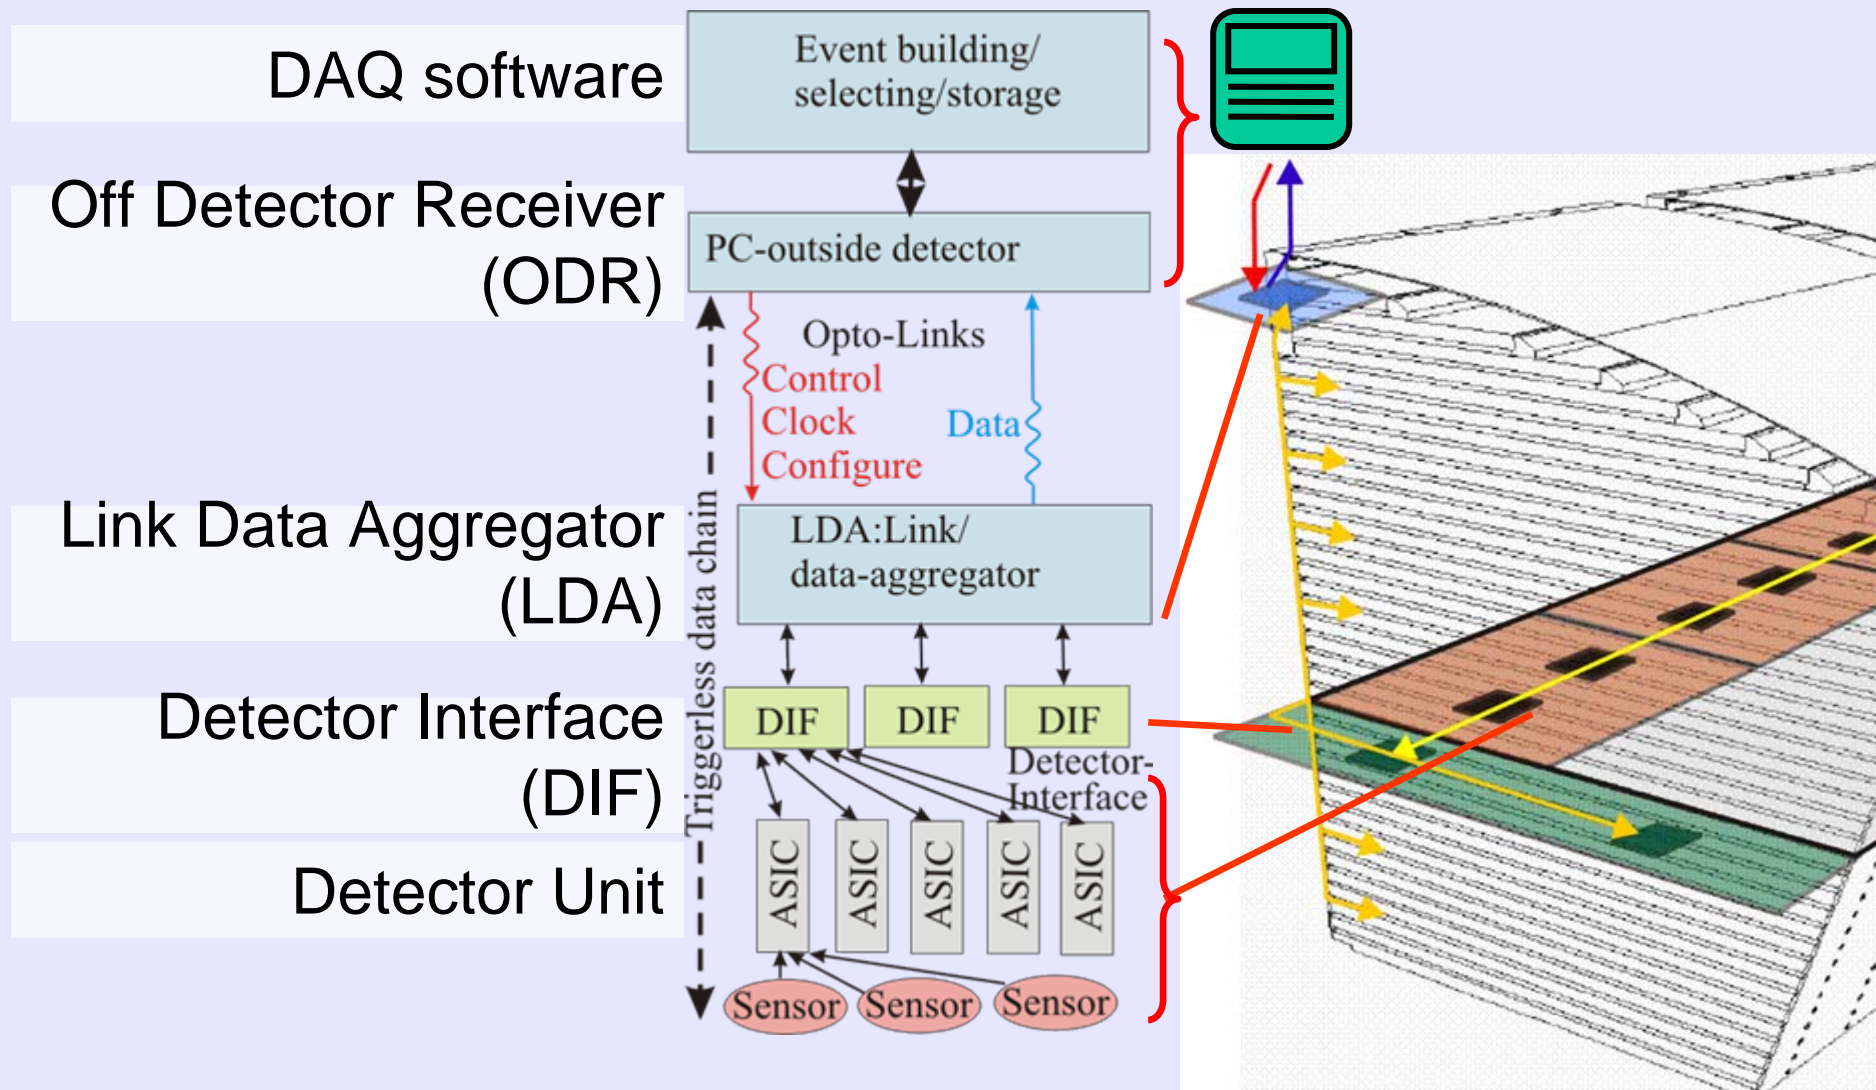 DAQ software
Event building/
selecting/storage
Off Detector Receiver
(ODR)
PC-outside detector
Opto-Links
Control
Clock
Configure
Data
Triggerless data chain
Link Data Aggregator
(LDA)
LDA:Link/
data-aggregator
Detector Interface
(DIF)
DIF
DIF
DIF
Detector-
Interface
Detector Unit
ASIC
ASIC
ASIC
ASIC
ASIC
Sensor
Sensor
Sensor